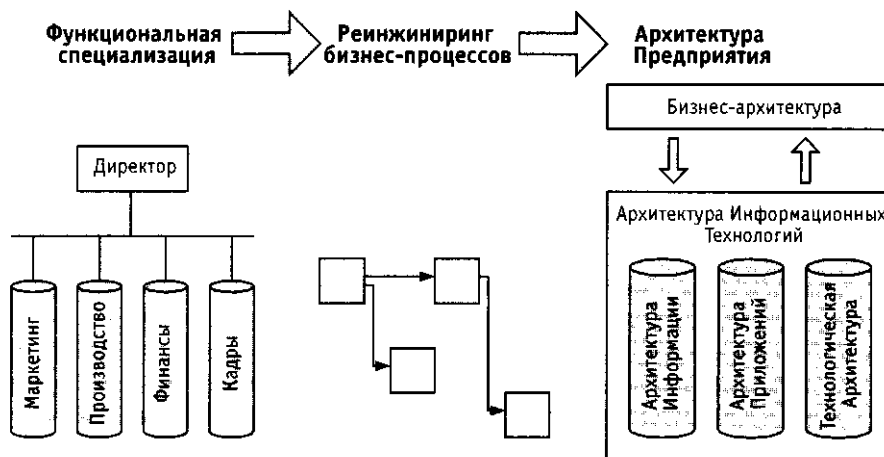 Функциональная
специализация
Реинжиниринг
бизнес-процессов
Архитектура
Предприятия
Директор
Маркетинг
Производство
Финансы
Кадры
Бизнес-архитектура
Архитектура Информационных
Технологий
Архитектура
Информации
Архитектура
Приложений
Технологическая
Архитектура